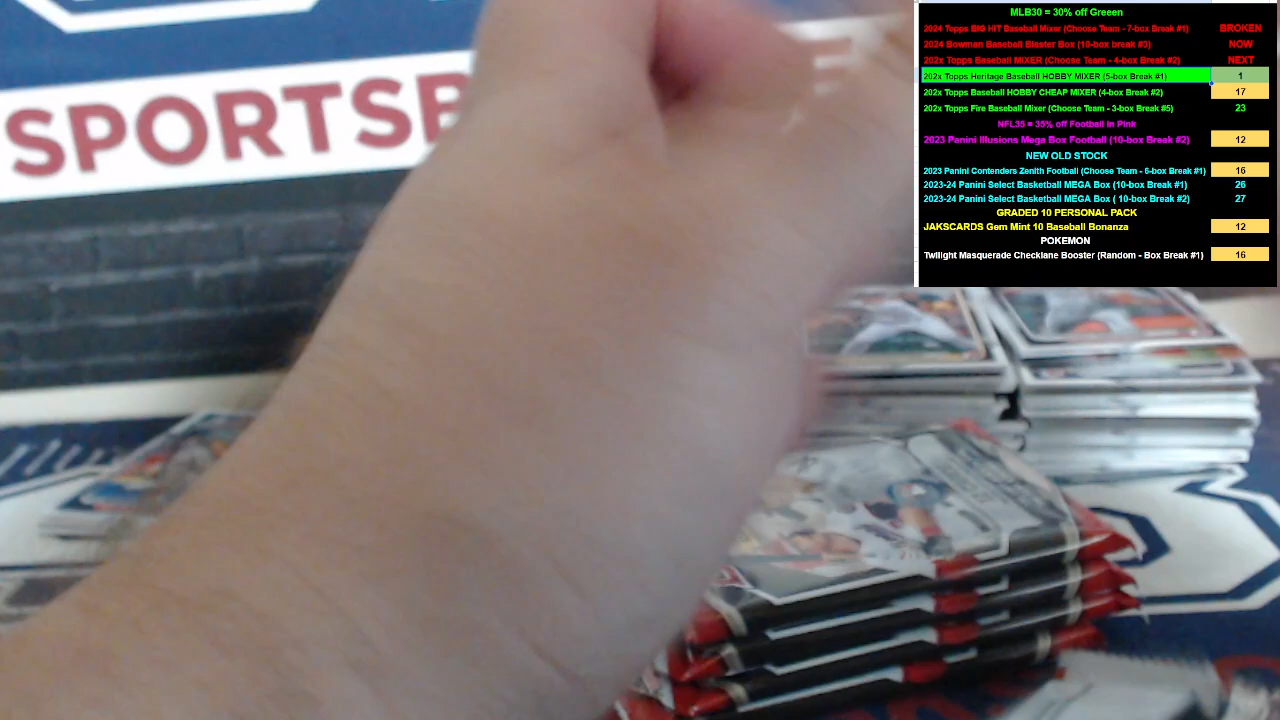 SPORTSB
MLB30 = 30% off Greeen
2024 Topps BIG HIT Baseball Mixer (Choose Team - 7-box Break #1) BROKEN
2024 Bowman Baseball Blaster Box (10-box break #3) NOW
202x Topps Baseball MIXER (Choose Team - 4-box Break #2) NEXT
202x Topps Heritage Baseball HOBBY MIXER (5-box Break #1) 1
202x Topps Baseball HOBBY CHEAP MIXER (4-box Break #2) 17
202x Topps Fire Baseball Mixer (Choose Team - 3-box Break #5) 23
NFL35 = 35% off Football in Pink
2023 Panini Illusions Mega Box Football (10-box Break #2) 12
NEW OLD STOCK
2023 Panini Contenders Zenith Football (Choose Team - 6-box Break #1) 16
2023-24 Panini Select Basketball MEGA Box (10-box Break #1) 26
2023-24 Panini Select Basketball MEGA Box ( 10-box Break #2) 27
GRADED 10 PERSONAL PACK
JAKSCARDS Gem Mint 10 Baseball Bonanza 12
POKEMON
Twilight Masquerade Checklane Booster (Random - Box Break #1) 16